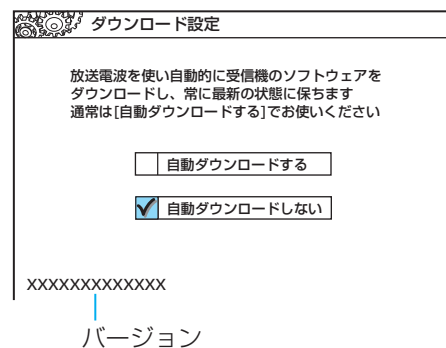 ダウンロード設定
放送電波を使い自動的に受信機のソフトウェアを
ダウンロードし、常に最新の状態に保ちます
通常は[自動ダウンロードする]でお使いください
自動ダウンロードする
自動ダウンロードしない
XXXXXXXXXXXXX
バージョン